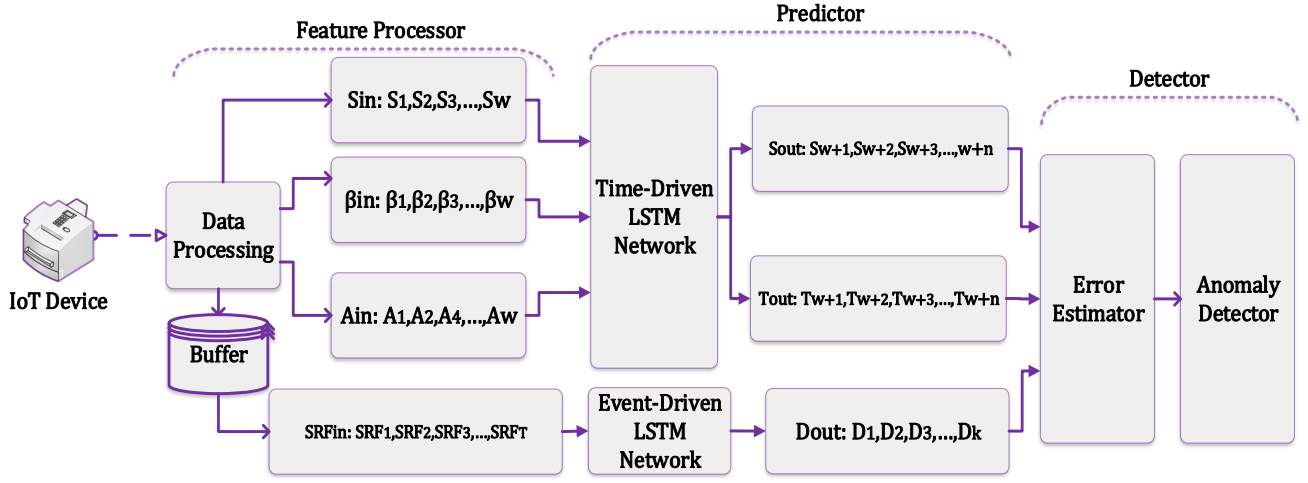 Feature Processor
Predictor
Detector
Sin: S1,S2,S3,...,Sw
βin: β1,β2,β3,...,βw
Ain: A1,A2,A4,...,Aw
IoT Device
Data
Processing
Buffer
SRFin: SRF1,SRF2,SRF3,...,SRFT
Time-Driven
LSTM
Network
Event-Driven
LSTM
Network
Sout: Sw+1,Sw+2,Sw+3,...,w+n
Tout: Tw+1,Tw+2,Tw+3,...,Tw+n
Dout: D1,D2,D3,...,Dk
Error
Estimator
Anomaly
Detector